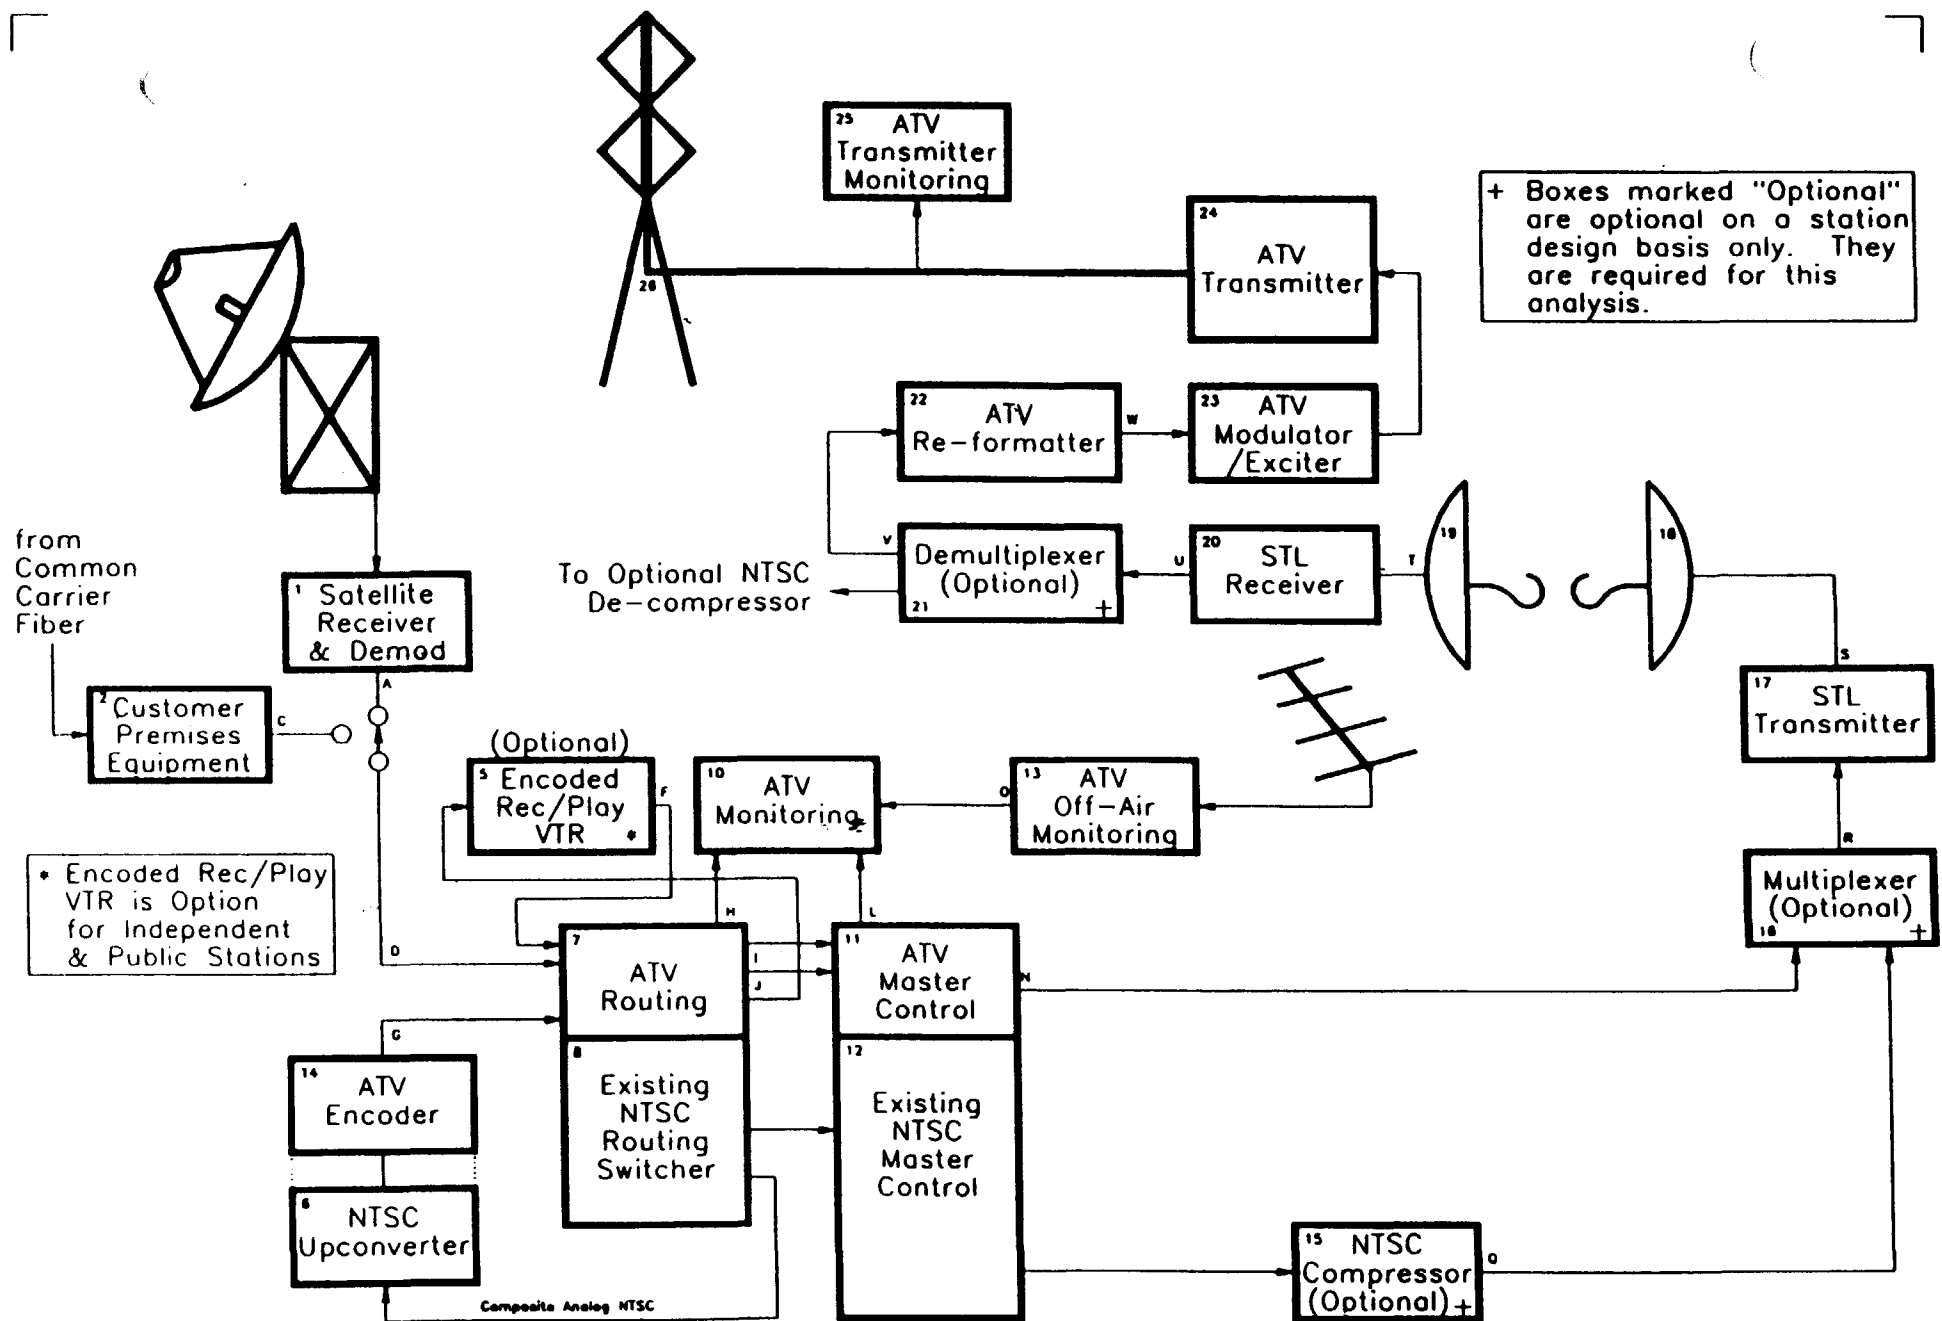 25 ATV
Transmitter
Monitoring
+ Boxes marked "Optional"
are optional on a station
design basis only. They
are required for this
analysis.
24
ATV
Transmitter
26
22
ATV
Re-formatter
W
23 ATV
Modulator
/Exciter
from
Common
Carrier
Fiber
1 Satellite
Receiver
& Demod
A
To Optional NTSC
De-compressor
V
Demultiplexer
(Optional)
21 +
U
20 STL
Receiver
T
19
18
S
17 STL
Transmitter
2 Customer
Premises
Equipment
C
(Optional)
5 Encoded
Rec/Play
VTR *
F
10 ATV
Monitoring
O
13 ATV
Off-Air
Monitoring
R
Multiplexer
(Optional)
16 +
* Encoded Rec/Play
VTR is Option
for Independent
& Public Stations
D
H
L
7
ATV
Routing
I
J
11 ATV
Master
Control
N
G
14 ATV
Encoder
8
Existing
NTSC
Routing
Switcher
12
Existing
NTSC
Master
Control
6
NTSC
Upconverter
Composite Analog NTSC
15 NTSC
Compressor
(Optional) +
Q